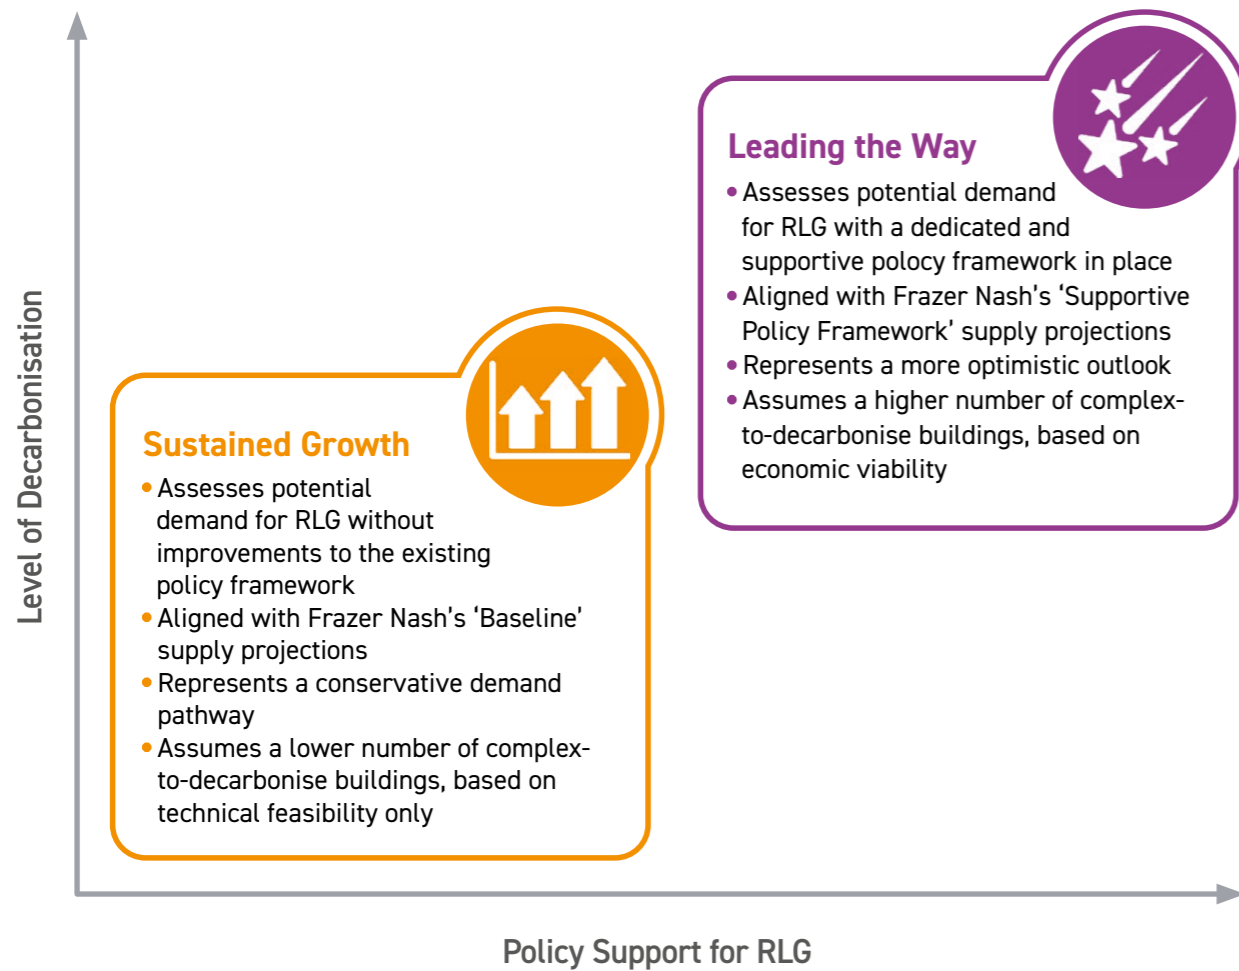 Level of Decarbonisation
Leading the Way
• Assesses potential demand
for RLG with a dedicated and
supportive polocy framework in place
• Aligned with Frazer Nash’s ‘Supportive
Policy Framework’ supply projections
• Represents a more optimistic outlook
• Assumes a higher number of complex-
to-decarbonise buildings, based on
economic viability
Sustained Growth
• Assesses potential
demand for RLG without
improvements to the existing
policy framework
• Aligned with Frazer Nash’s ‘Baseline’
supply projections
• Represents a conservative demand
pathway
• Assumes a lower number of complex-
to-decarbonise buildings, based on
technical feasibility only
Policy Support for RLG